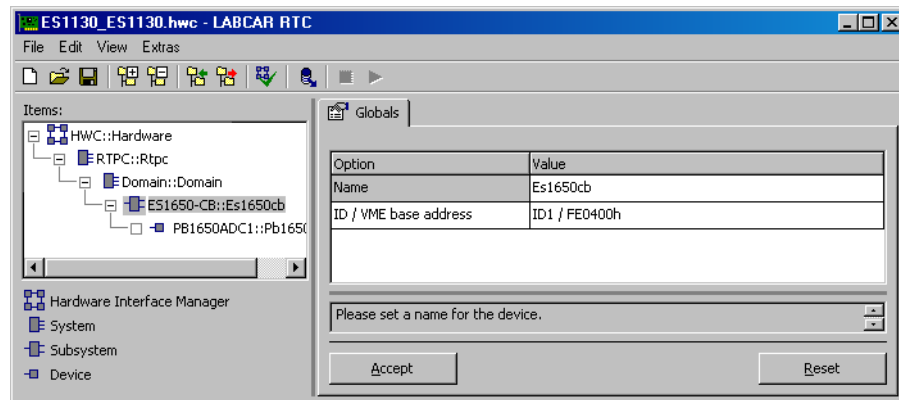 ES1130_ES1130.hwc - LABCAR RTC
File Edit View Extras
Items:
HWC::Hardware
RTPC::Rtpc
Domain::Domain
ES1650-CB::Es1650cb
PB1650ADC1::Pb1650
Hardware Interface Manager
System
Subsystem
Device
Globals
Option Value
Name Es1650cb
ID / VME base address ID1 / FE0400h
Please set a name for the device.
Accept Reset